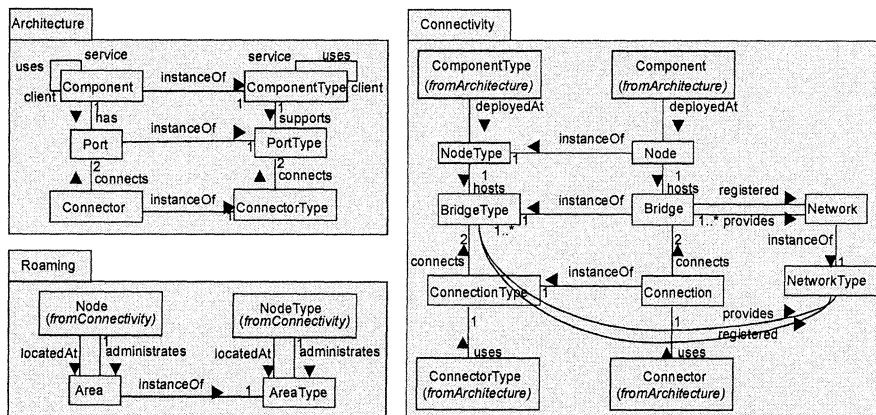 Architecture
service
service
uses
uses
Component
instanceOf
ComponentType
client
client
1
1
1
has
supports
Port
instanceOf
PortType
1
2
2
connects
connects
Connector
instanceOf
ConnectorType
1
Roaming
Node
NodeType
(fromConnectivity)
(fromConnectivity)
1
1
locatedAt
administrates
locatedAt
administrates
Area
instanceOf
1
AreaType
Connectivity
ComponentType
Component
(fromArchitecture)
(fromArchitecture)
deployedAt
deployedAt
NodeType
instanceOf
Node
1
1
1
hosts
hosts
registered
BridgeType
instanceOf
Bridge
Network
1..*
1
1..*
provides
2
2
instanceOf
connects
connects
1
ConnectionType
instanceOf
Connection
NetworkType
1
1
1
provides
registered
uses
uses
ConnectorType
Connector
(fromArchitecture)
(fromArchitecture)